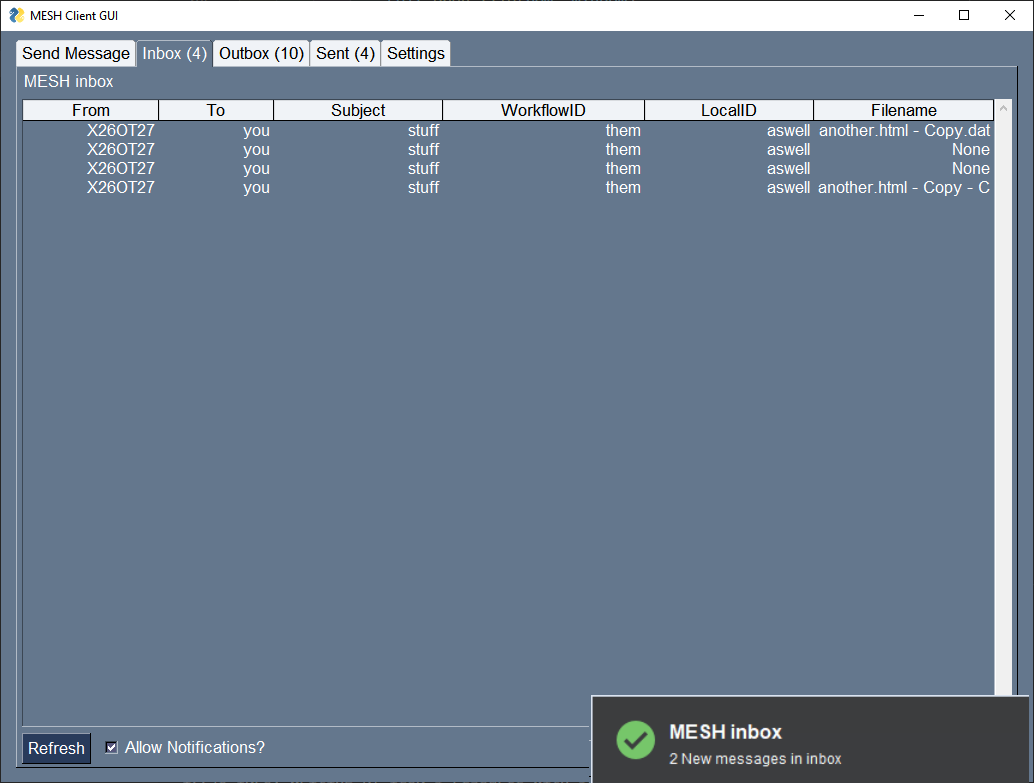 MESH Client GUI
Send Message Inbox (4) Outbox (10) Sent (4) Settings
MESH inbox
From To Subject WorkflowID LocalID Filename
X26OT27 you stuff them aswell another.html - Copy.dat
X26OT27 you stuff them aswell None
X26OT27 you stuff them aswell None
X26OT27 you stuff them aswell another.html - Copy - C
Refresh Allow Notifications?
MESH inbox
2 New messages in inbox